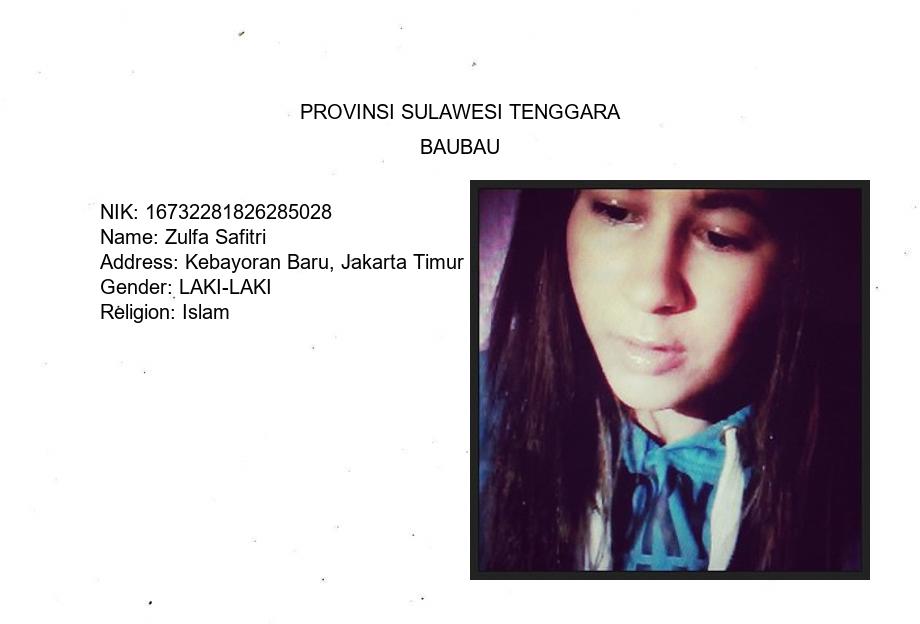 PROVINSI SULAWESI TENGGARA
BAUBAU
NIK: 16732281826285028
Name: Zulfa Safitri
Address: Kebayoran Baru, Jakarta Timur
Gender: LAKI-LAKI
Religion: Islam